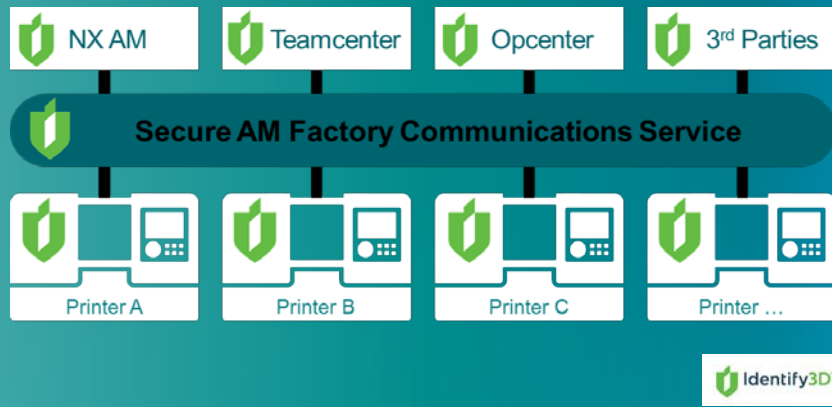 NX AM
Teamcenter
Opcenter
3rd Parties
Secure AM Factory Communications Service
Printer A
Printer B
Printer C
Printer ...
Identify3D